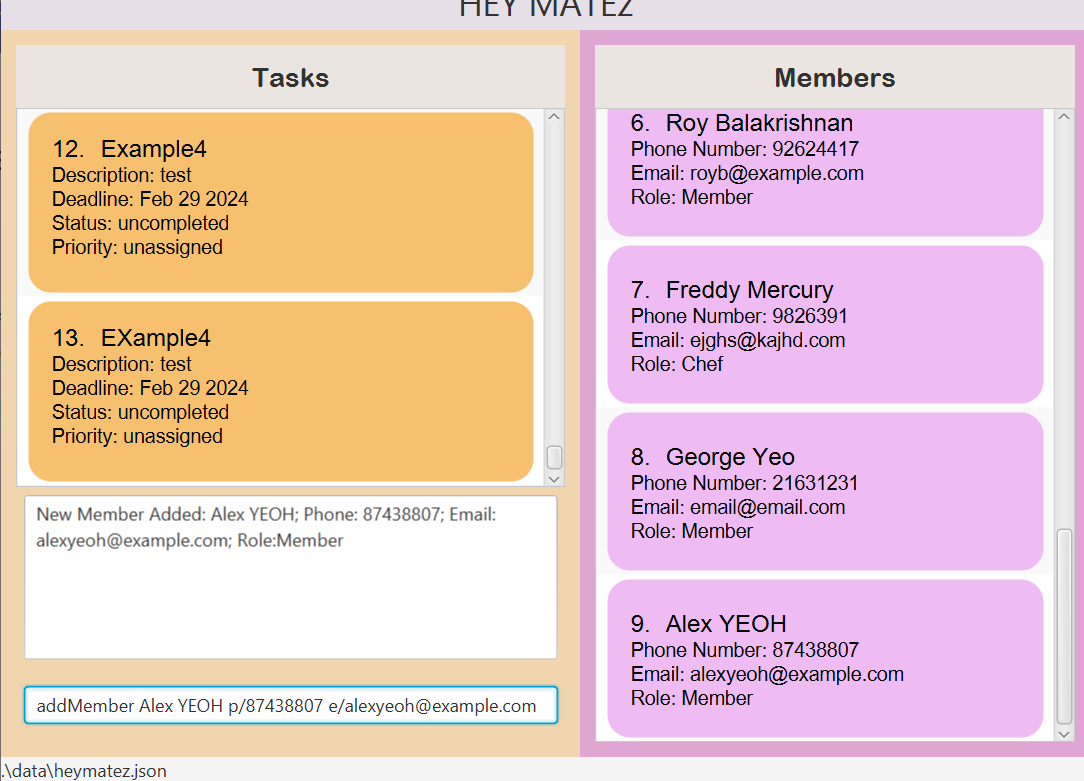 HEY MATEZ
Tasks
12. Example4
Description: test
Deadline: Feb 29 2024
Status: uncompleted
Priority: unassigned
13. EXample4
Description: test
Deadline: Feb 29 2024
Status: uncompleted
Priority: unassigned
New Member Added: Alex YEOH; Phone: 87438807; Email:
alexyeoh@example.com; Role:Member
addMember Alex YEOH p/87438807 e/alexyeoh@example.com
Members
6. Roy Balakrishnan
Phone Number: 92624417
Email: royb@example.com
Role: Member
7. Freddy Mercury
Phone Number: 9826391
Email: ejghs@kajhd.com
Role: Chef
8. George Yeo
Phone Number: 21631231
Email: email@email.com
Role: Member
9. Alex YEOH
Phone Number: 87438807
Email: alexyeoh@example.com
Role: Member
.\data\heymatez.json